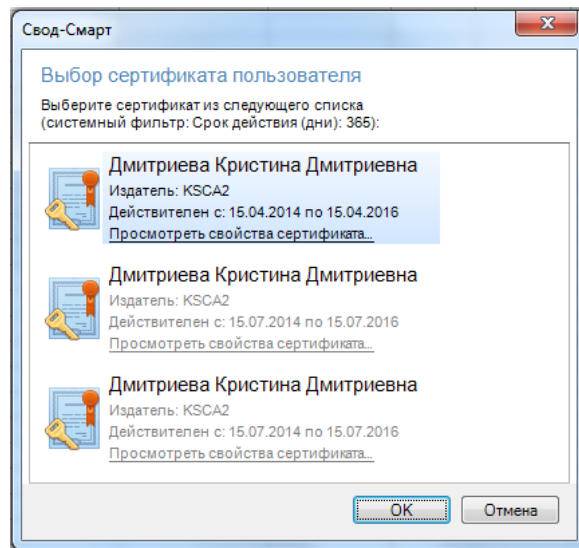 Свод-Смарт
Выбор сертификата пользователя
Выберите сертификат из следующего списка
(системный фильтр: Срок действия (дни): 365):
Дмитриева Кристина Дмитриевна
Издатель: KSCA2
Действителен с: 15.04.2014 по 15.04.2016
Просмотреть свойства сертификата...
Дмитриева Кристина Дмитриевна
Издатель: KSCA2
Действителен с: 15.07.2014 по 15.07.2016
Просмотреть свойства сертификата...
Дмитриева Кристина Дмитриевна
Издатель: KSCA2
Действителен с: 15.07.2014 по 15.07.2016
Просмотреть свойства сертификата...
OK Отмена